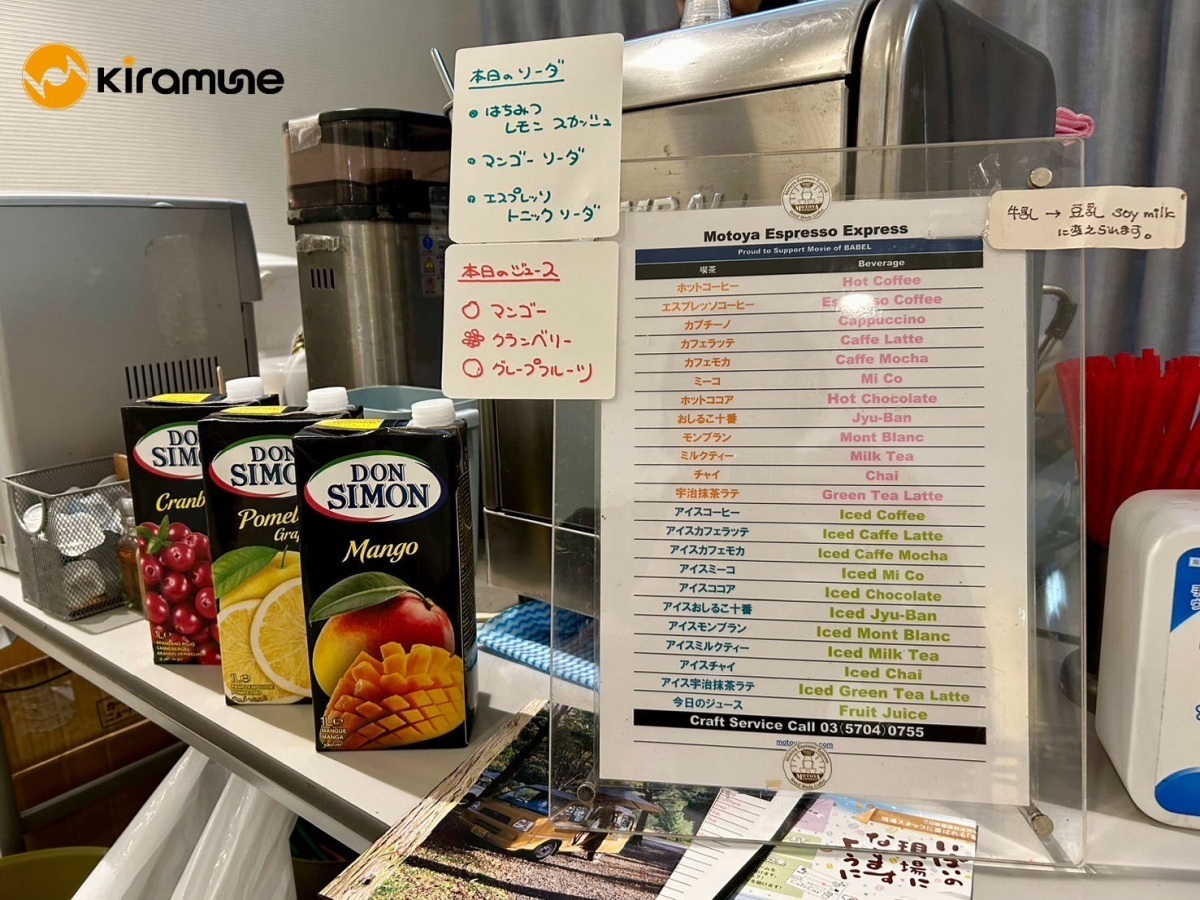 Kiramune
本日のソーダ
はちみつ
レモン スカッシュ
マンゴー ソーダ
エスプレッソ
トニック ソーダ
本日のジュース
マンゴー
クランベリー
グレープフルーツ
牛乳 → 豆乳 soy milk
に変えられます。
Motoya Espresso Express
Proud to Support Movie of BABEL
喫茶 Beverage
ホットコーヒー Hot Coffee
エスプレッソコーヒー Espresso Coffee
カプチーノ Cappuccino
カフェラッテ Caffe Latte
カフェモカ Caffe Mocha
ミーコ Mi Co
ホットココア Hot Chocolate
おしるこ十番 Jyu-Ban
モンブラン Mont Blanc
ミルクティー Milk Tea
チャイ Chai
宇治抹茶ラテ Green Tea Latte
アイスコーヒー Iced Coffee
アイスカフェラッテ Iced Caffe Latte
アイスカフェモカ Iced Caffe Mocha
アイスミーコ Iced Mi Co
アイスココア Iced Chocolate
アイスおしるこ十番 Iced Jyu-Ban
アイスモンブラン Iced Mont Blanc
アイスミルクティー Iced Milk Tea
アイスチャイ Iced Chai
アイス宇治抹茶ラテ Iced Green Tea Latte
今日のジュース Fruit Juice
Craft Service Call 03(5704)0755
DON
SIMON
Mango
DON
SIMON
DON
SIMON
MANGUE
MANGA
いい
現場に
なります
ように